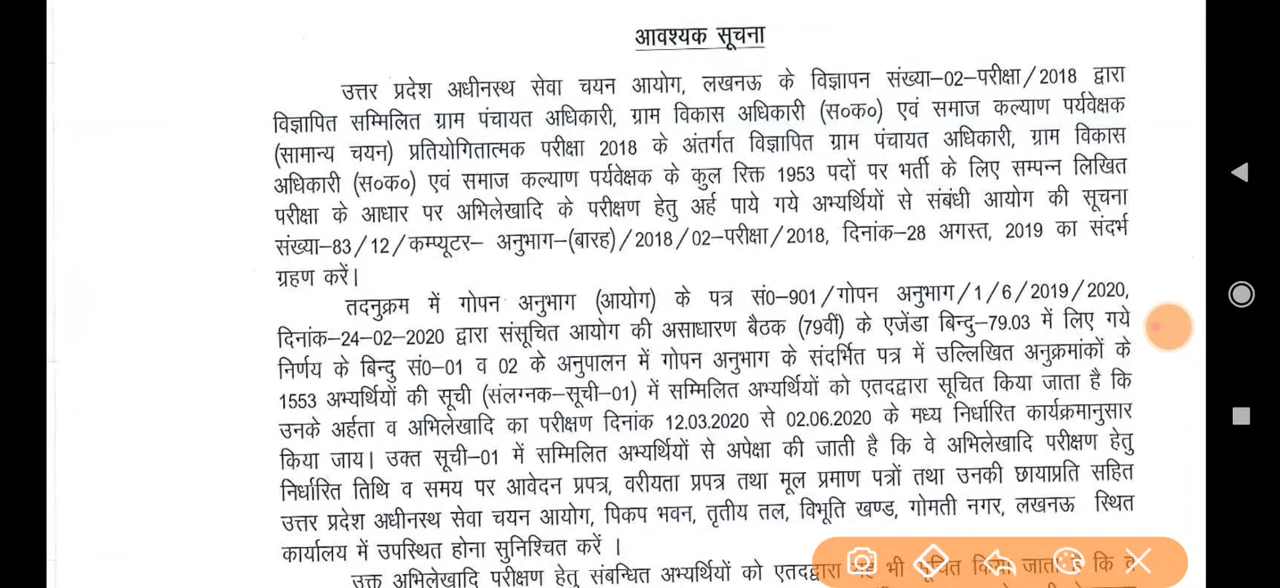 आवश्यक सूचना
उत्तर प्रदेश अधीनस्थ सेवा चयन आयोग, लखनऊ के विज्ञापन संख्या–02–परीक्षा/2018 द्वारा
विज्ञापित सम्मिलित ग्राम पंचायत अधिकारी, ग्राम विकास अधिकारी (स०क०) एवं समाज कल्याण पर्यवेक्षक
(सामान्य चयन) प्रतियोगितात्मक परीक्षा 2018 के अंतर्गत विज्ञापित ग्राम पंचायत अधिकारी, ग्राम विकास
अधिकारी (स०क०) एवं समाज कल्याण पर्यवेक्षक के कुल रिक्त 1953 पदों पर भर्ती के लिए सम्पन्न लिखित
परीक्षा के आधार पर अभिलेखादि के परीक्षण हेतु अर्ह पाये गये अभ्यर्थियों से संबंधी आयोग की सूचना
संख्या–83/12/कम्प्यूटर– अनुभाग–(बारह)/2018/02–परीक्षा/2018, दिनांक–28 अगस्त, 2019 का संदर्भ
ग्रहण करें।
तदनुक्रम में गोपन अनुभाग (आयोग) के पत्र सं0–901/गोपन अनुभाग/1/6/2019/2020,
दिनांक–24–02–2020 द्वारा संसूचित आयोग की असाधारण बैठक (79वीं) के एजेंडा बिन्दु–79.03 में लिए गये
निर्णय के बिन्दु सं0–01 व 02 के अनुपालन में गोपन अनुभाग के संदर्भित पत्र में उल्लिखित अनुक्रमांकों के
1553 अभ्यर्थियों की सूची (संलग्नक–सूची–01) में सम्मिलित अभ्यर्थियों को एतदद्वारा सूचित किया जाता है कि
उनके अर्हता व अभिलेखादि का परीक्षण दिनांक 12.03.2020 से 02.06.2020 के मध्य निर्धारित कार्यक्रमानुसार
किया जाय। उक्त सूची–01 में सम्मिलित अभ्यर्थियों से अपेक्षा की जाती है कि वे अभिलेखादि परीक्षण हेतु
निर्धारित तिथि व समय पर आवेदन प्रपत्र, वरीयता प्रपत्र तथा मूल प्रमाण पत्रों तथा उनकी छायाप्रति सहित
उत्तर प्रदेश अधीनस्थ सेवा चयन आयोग, पिकप भवन, तृतीय तल, विभूति खण्ड, गोमती नगर, लखनऊ स्थित
कार्यालय में उपस्थित होना सुनिश्चित करें ।
उक्त अभिलेखादि परीक्षण हेतु संबन्धित अभ्यर्थियों को एतदद्वारा यह भी सूचित किया जाता है कि